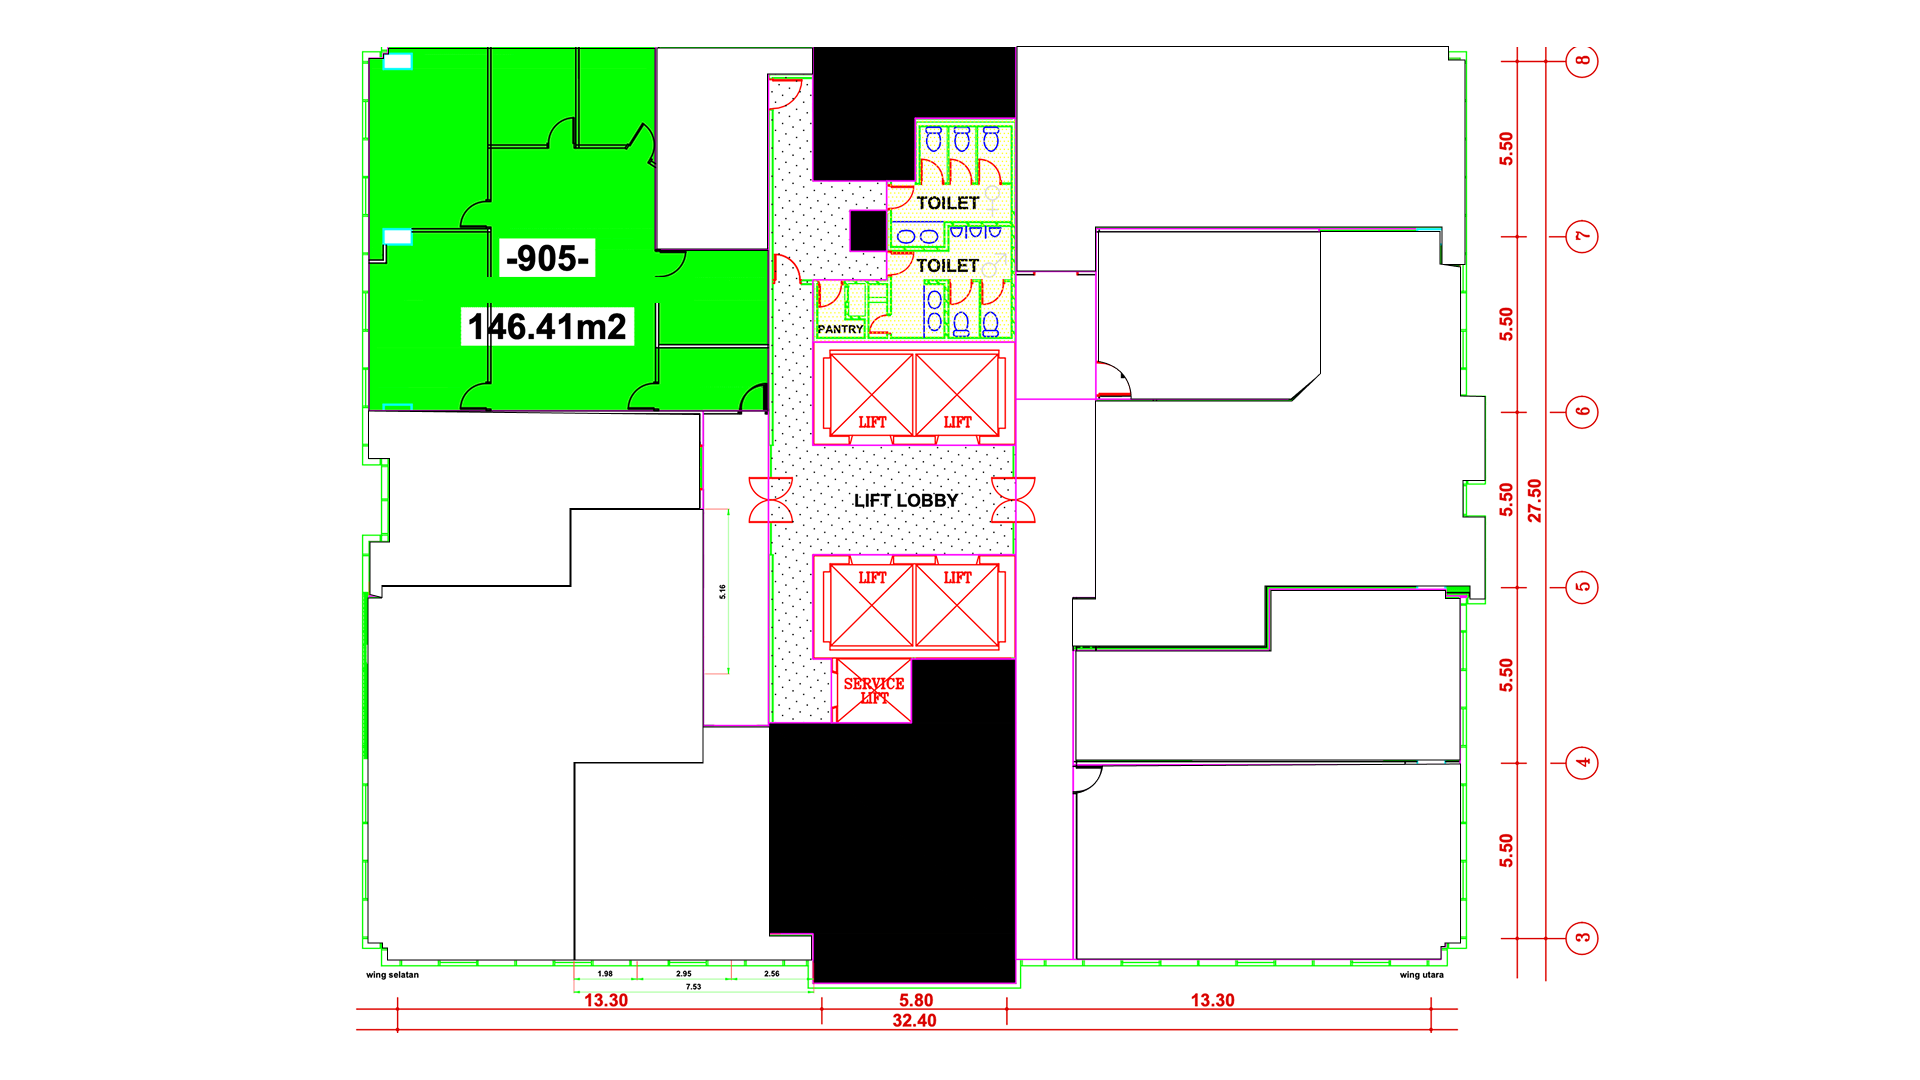 8
5.50
TOILET
7
-905-
TOILET
146.41m2
PANTRY
5.50
6
LIFT
LIFT
LIFT LOBBY
5.50
27.50
LIFT
LIFT
5.16
5
SERVICE
LIFT
5.50
4
5.50
3
wing selatan
1.98
2.95
2.56
wing utara
7.53
13.30
5.80
13.30
32.40